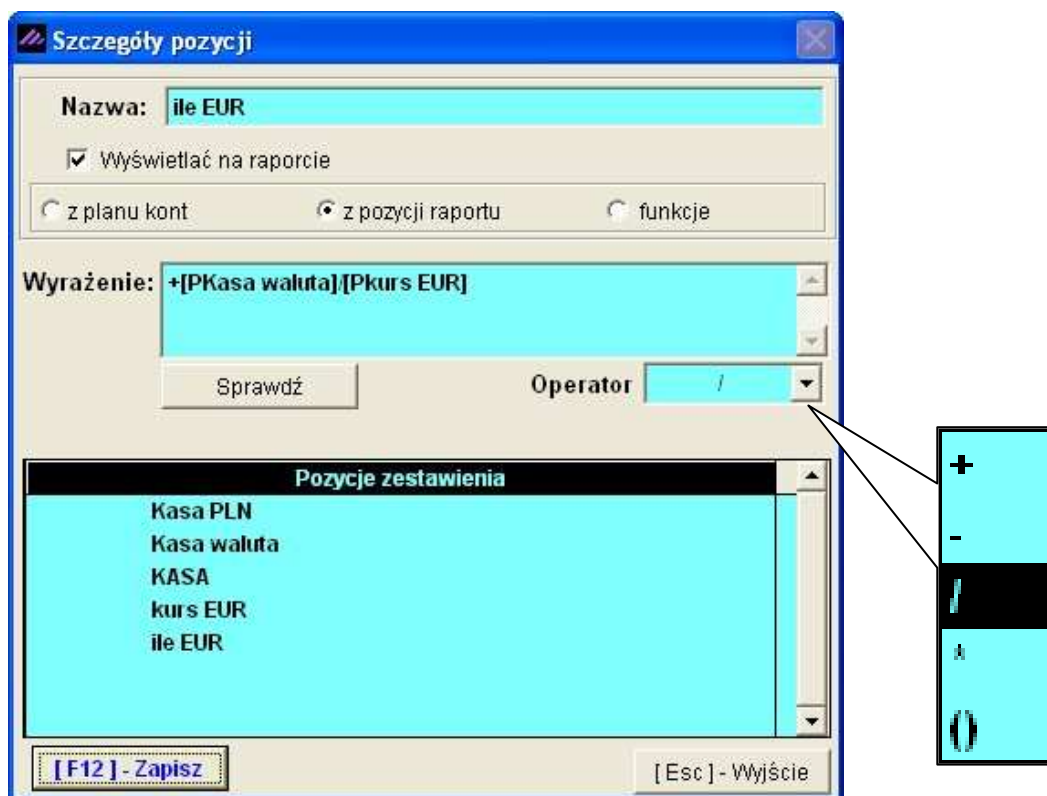 Szczegóły pozycji
Nazwa: ile EUR
Wyświetlać na raporcie
z planu kont z pozycji raportu funkcje
Wyrażenie: +[PKasa waluta]/[Pkurs EUR]
Sprawdź Operator /
Pozycje zestawienia
Kasa PLN
Kasa waluta
KASA
kurs EUR
ile EUR
[ F12 ] - Zapisz [ Esc ] - Wyjście
+
-
/
*
()